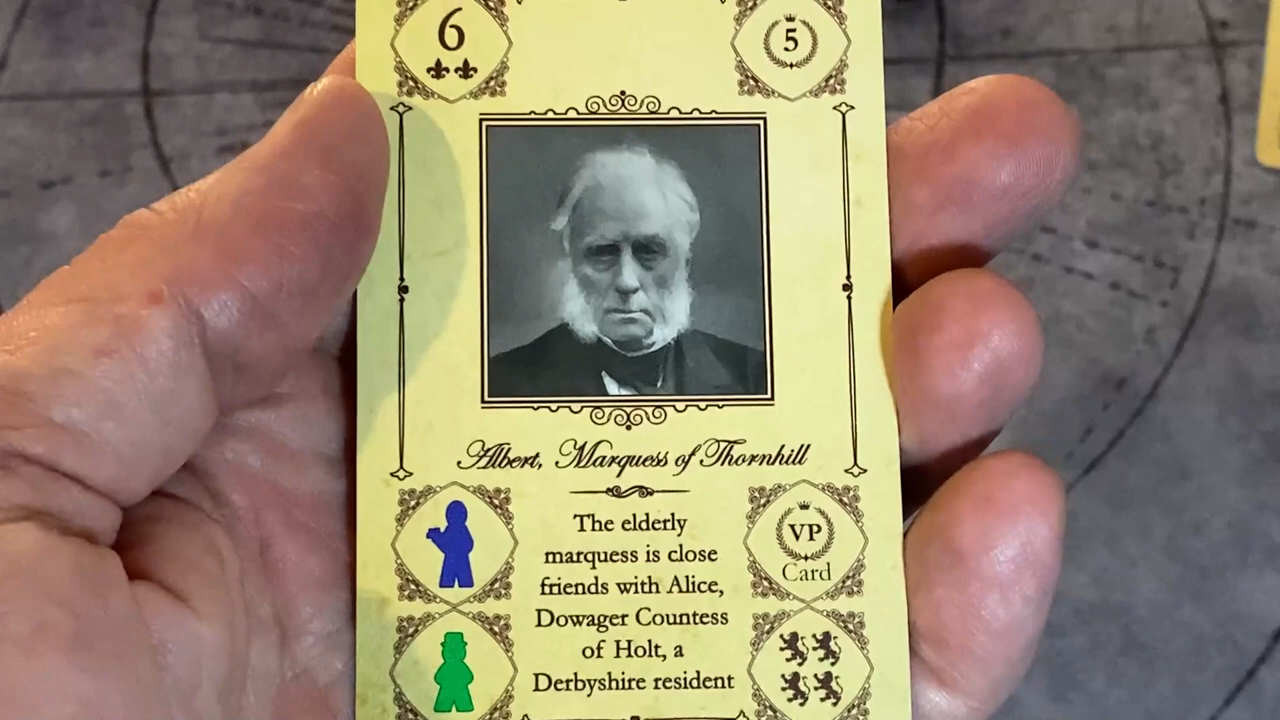 6
5
Albert, Marquess of Thornhill
The elderly
marquess is close
friends with Alice,
Dowager Countess
of Holt, a
Derbyshire resident
VP
Card